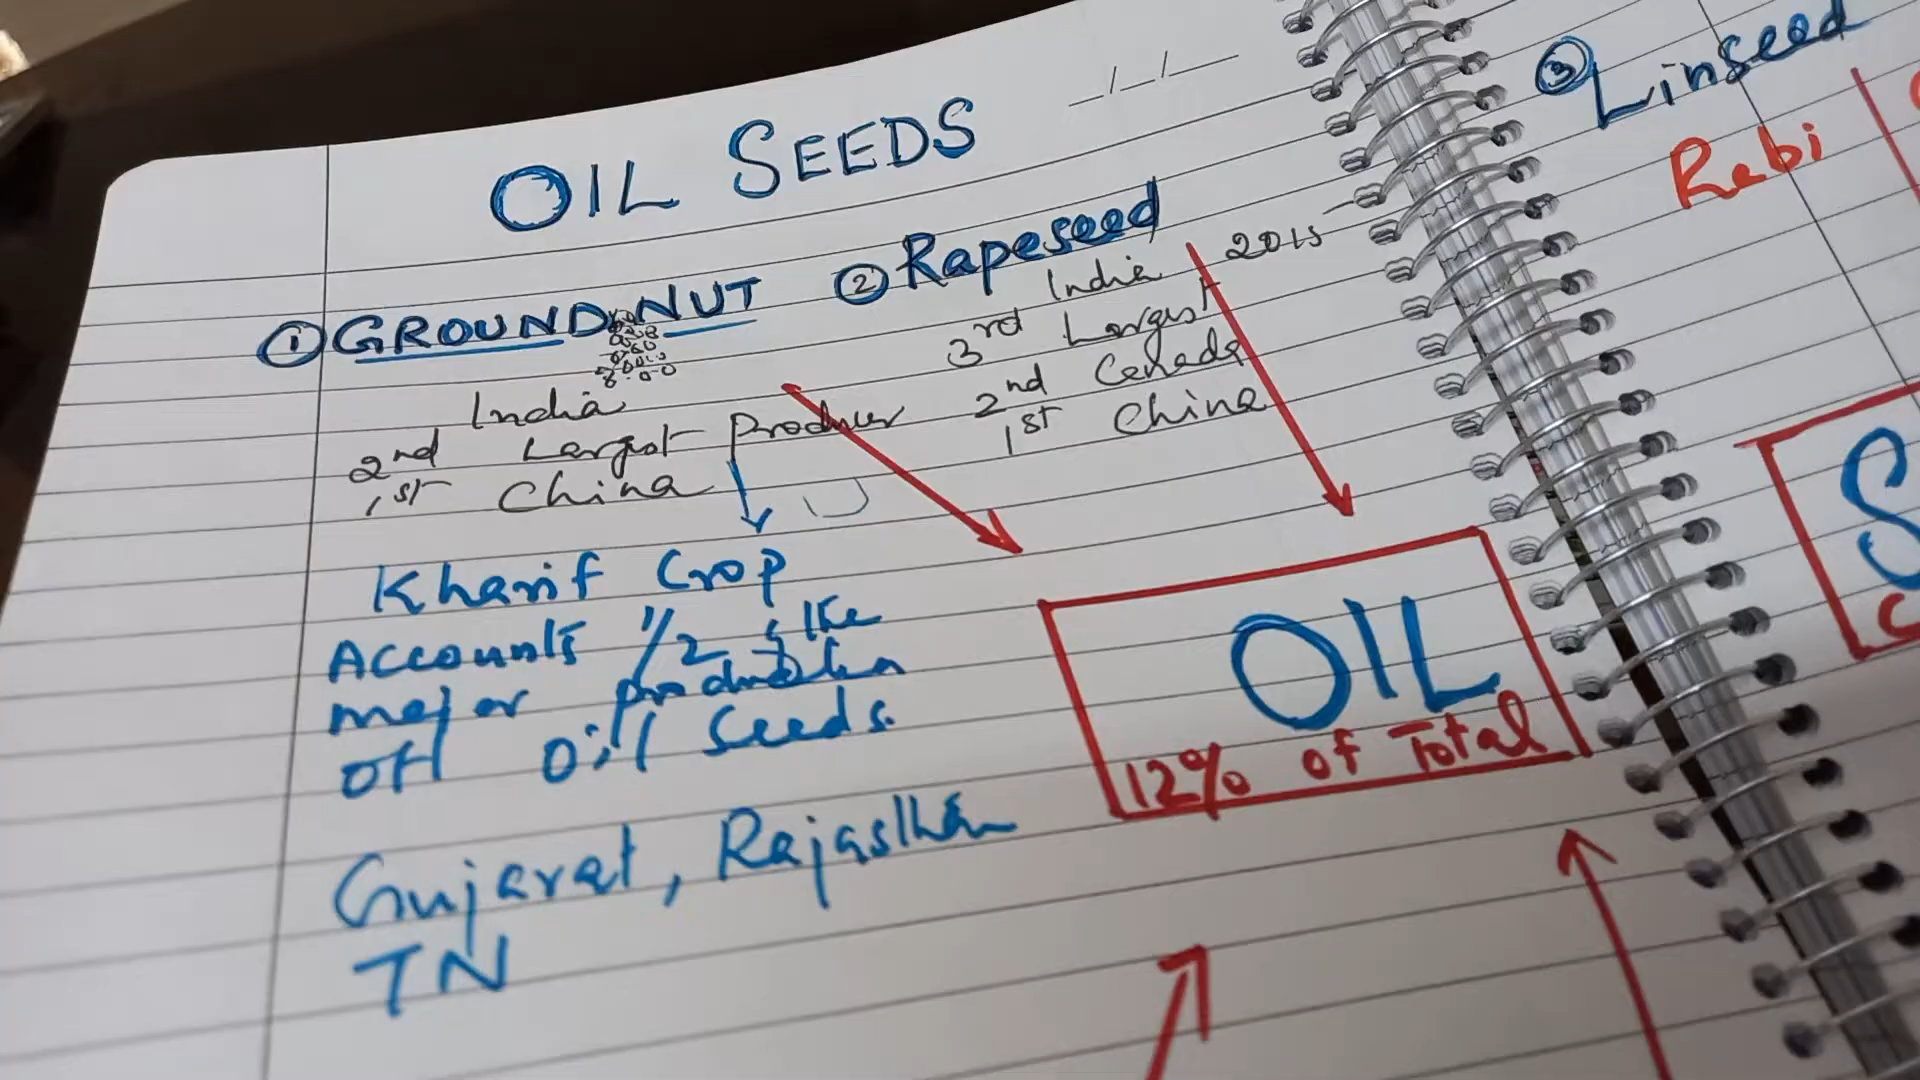 OIL SEEDS
① GROUNDNUT
India
2nd Largest Producer
1st China
Kharif Crop
Accounts 1/2 of the
major production
off Oil Seeds.
Gujarat, Rajasthan
TN
② Rapeseed
India 2015
3rd Largest
2nd Canada
1st China
OIL
12% of Total
③ Linseed
Rabi
S
C